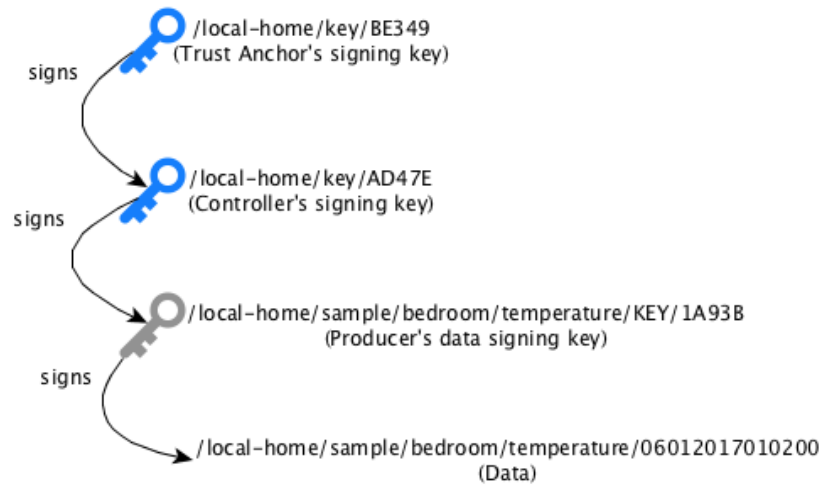 /local-home/key/BE349
(Trust Anchor's signing key)
signs
/local-home/key/AD47E
(Controller's signing key)
signs
/local-home/sample/bedroom/temperature/KEY/1A93B
(Producer's data signing key)
signs
/local-home/sample/bedroom/temperature/06012017010200
(Data)